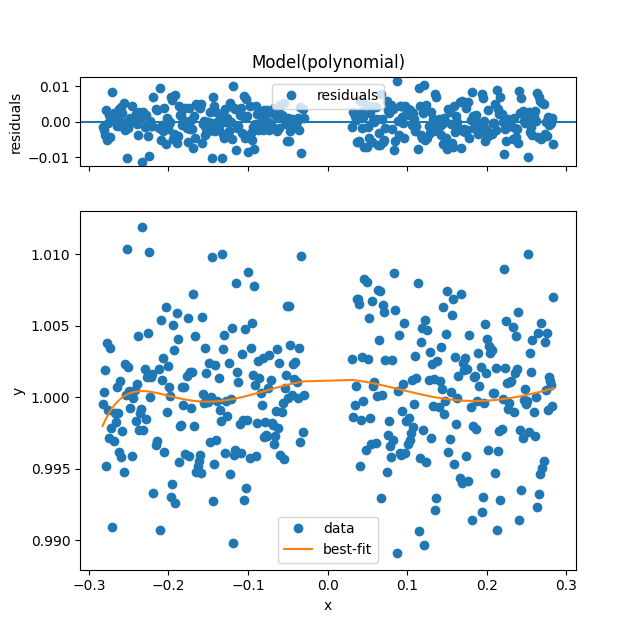 Model(polynomial)
0.01
0.00
−0.01
residuals
residuals
1.010
1.005
1.000
0.995
0.990
y
data
best-fit
−0.3 −0.2 −0.1 0.0 0.1 0.2 0.3
x